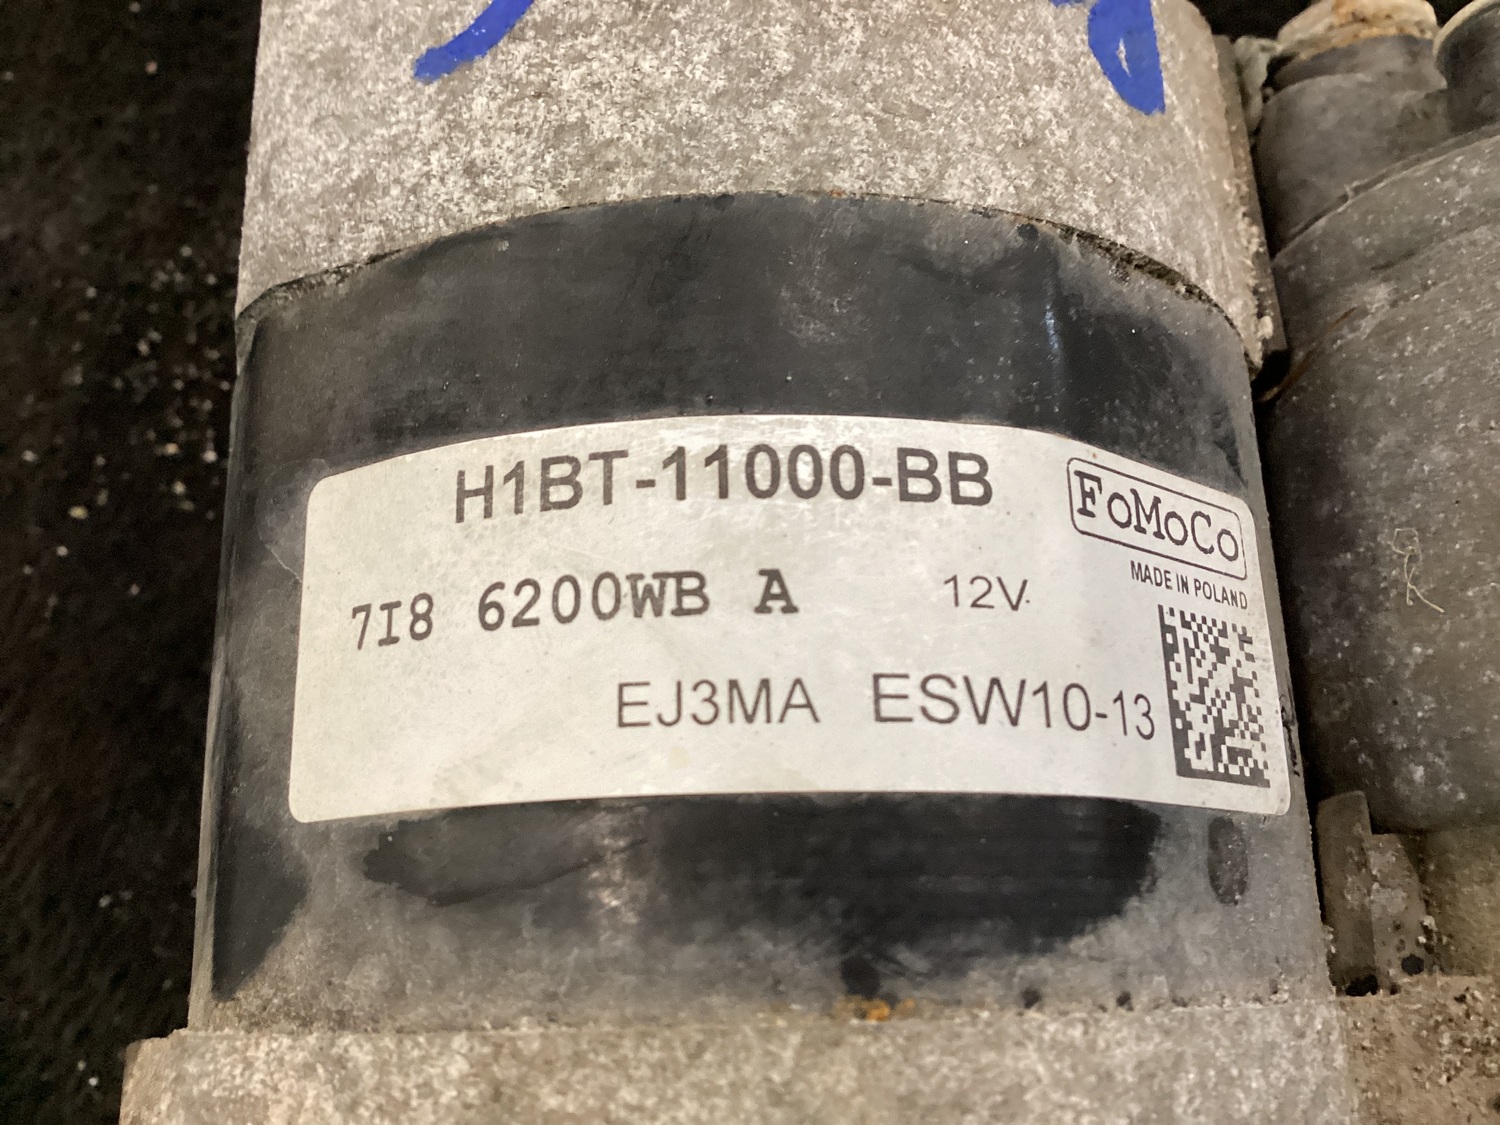 H1BT-11000-BB
FoMoCo
MADE IN POLAND
7I8 6200WB A 12V.
EJ3MA ESW10-13